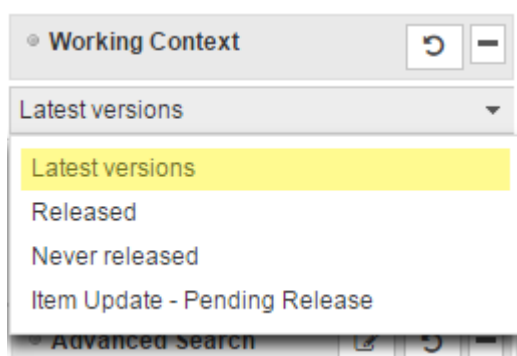 Working Context
Latest versions
Latest versions
Released
Never released
Item Update - Pending Release
Advanced Search